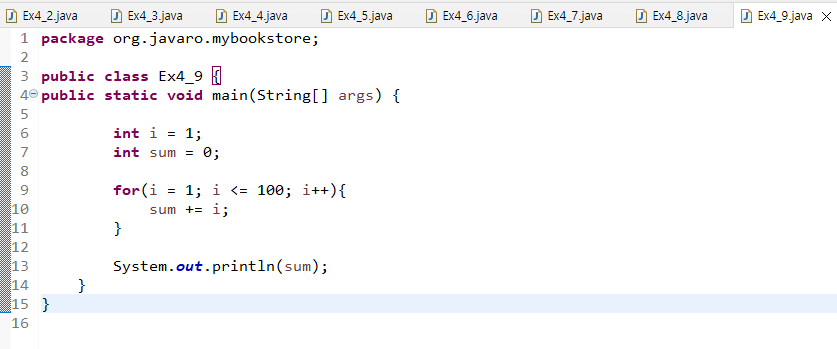 Ex4_2.java Ex4_3.java Ex4_4.java Ex4_5.java Ex4_6.java Ex4_7.java Ex4_8.java Ex4_9.java
1 package org.javaro.mybookstore;
2
3 public class Ex4_9 {
4 public static void main(String[] args) {
5
6 int i = 1;
7 int sum = 0;
8
9 for(i = 1; i <= 100; i++){
10 sum += i;
11 }
12
13 System.out.println(sum);
14 }
15 }
16